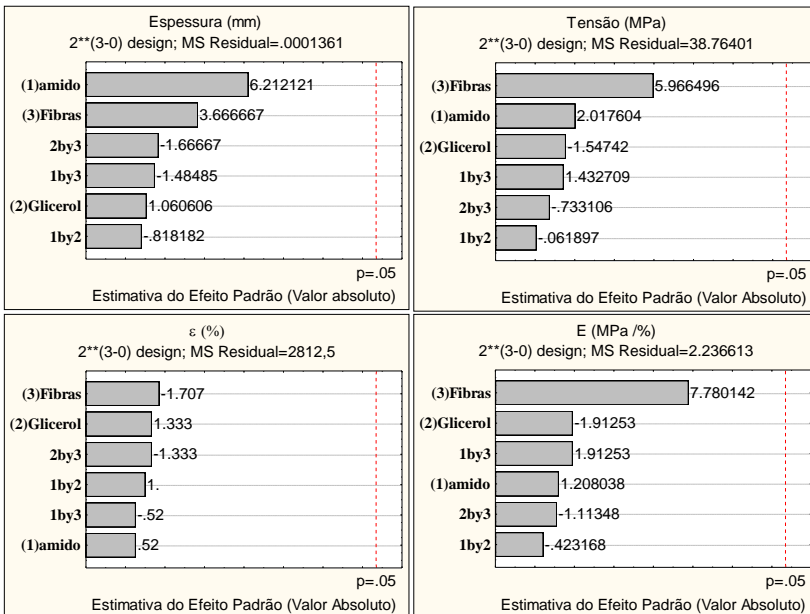 Espessura (mm)
2**(3-0) design; MS Residual=.0001361
(1)amido 6.212121
(3)Fibras 3.666667
2by3 -1.66667
1by3 -1.48485
(2)Glicerol 1.060606
1by2 -.818182
p=.05
Estimativa do Efeito Padrão (Valor absoluto)
Tensão (MPa)
2**(3-0) design; MS Residual=38.76401
(3)Fibras 5.966496
(1)amido 2.017604
(2)Glicerol -1.54742
1by3 1.432709
2by3 -.733106
1by2 -.061897
p=.05
Estimativa do Efeito Padrão (Valor Absoluto)
ε (%)
2**(3-0) design; MS Residual=2812,5
(3)Fibras -1.707
(2)Glicerol 1.333
2by3 -1.333
1by2 1.
1by3 -.52
(1)amido .52
p=.05
Estimativa do Efeito Padrão (Valor Absoluto)
E (MPa /%)
2**(3-0) design; MS Residual=2.236613
(3)Fibras 7.780142
(2)Glicerol -1.91253
1by3 1.91253
(1)amido 1.208038
2by3 -1.11348
1by2 -.423168
p=.05
Estimativa do Efeito Padrão (Valor Absoluto)